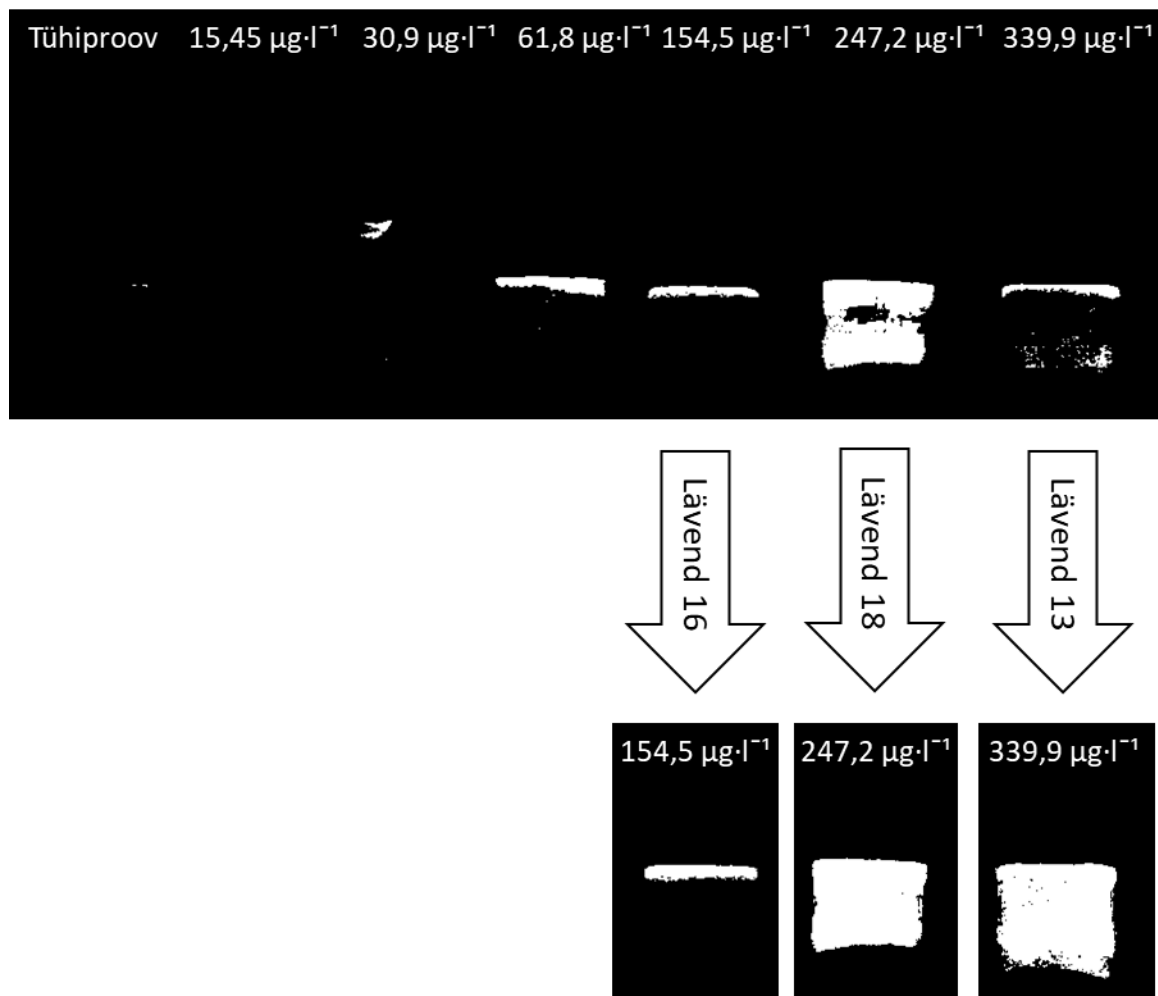 Tühiproov 15,45 µg·l⁻¹ 30,9 µg·l⁻¹ 61,8 µg·l⁻¹ 154,5 µg·l⁻¹ 247,2 µg·l⁻¹ 339,9 µg·l⁻¹
Lävend 16
Lävend 18
Lävend 13
154,5 µg·l⁻¹ 247,2 µg·l⁻¹ 339,9 µg·l⁻¹